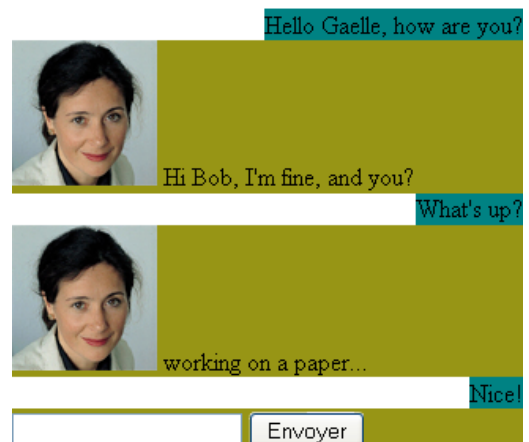 Hello Gaelle, how are you?
Hi Bob, I'm fine, and you?
What's up?
working on a paper...
Nice!
Envoyer